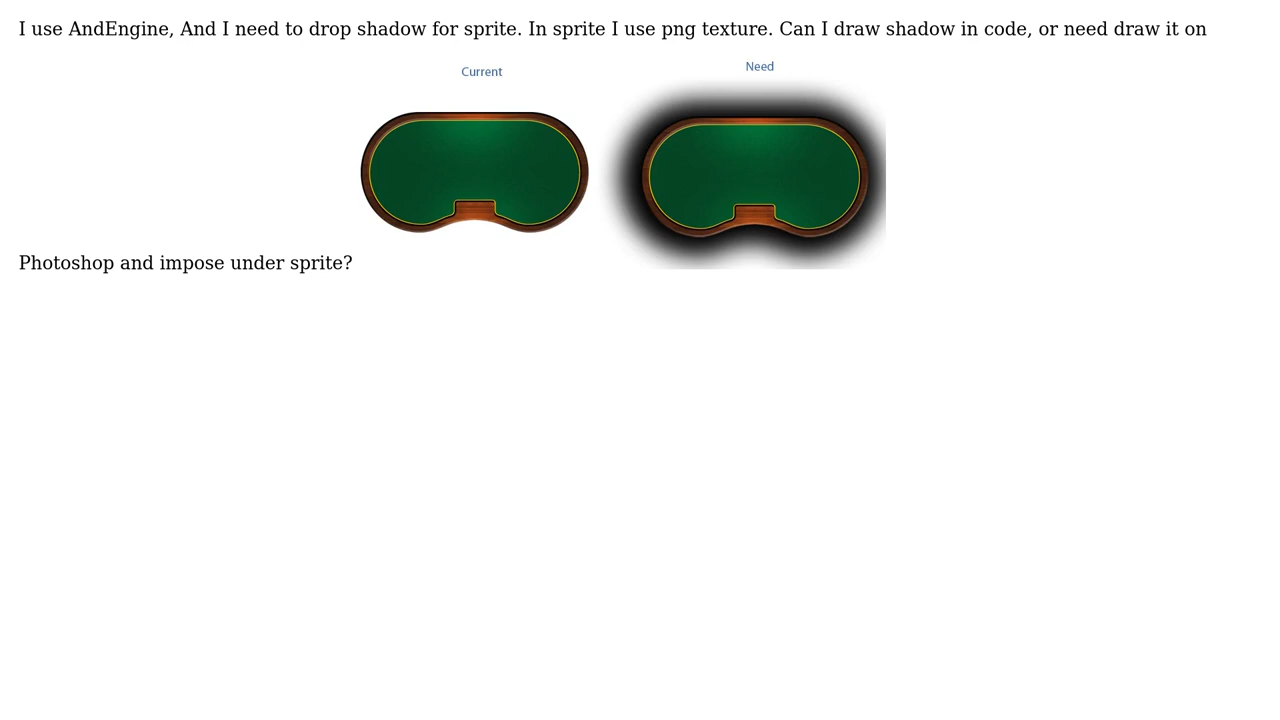 I use AndEngine, And I need to drop shadow for sprite. In sprite I use png texture. Can I draw shadow in code, or need draw it on
Current
Need
Photoshop and impose under sprite?